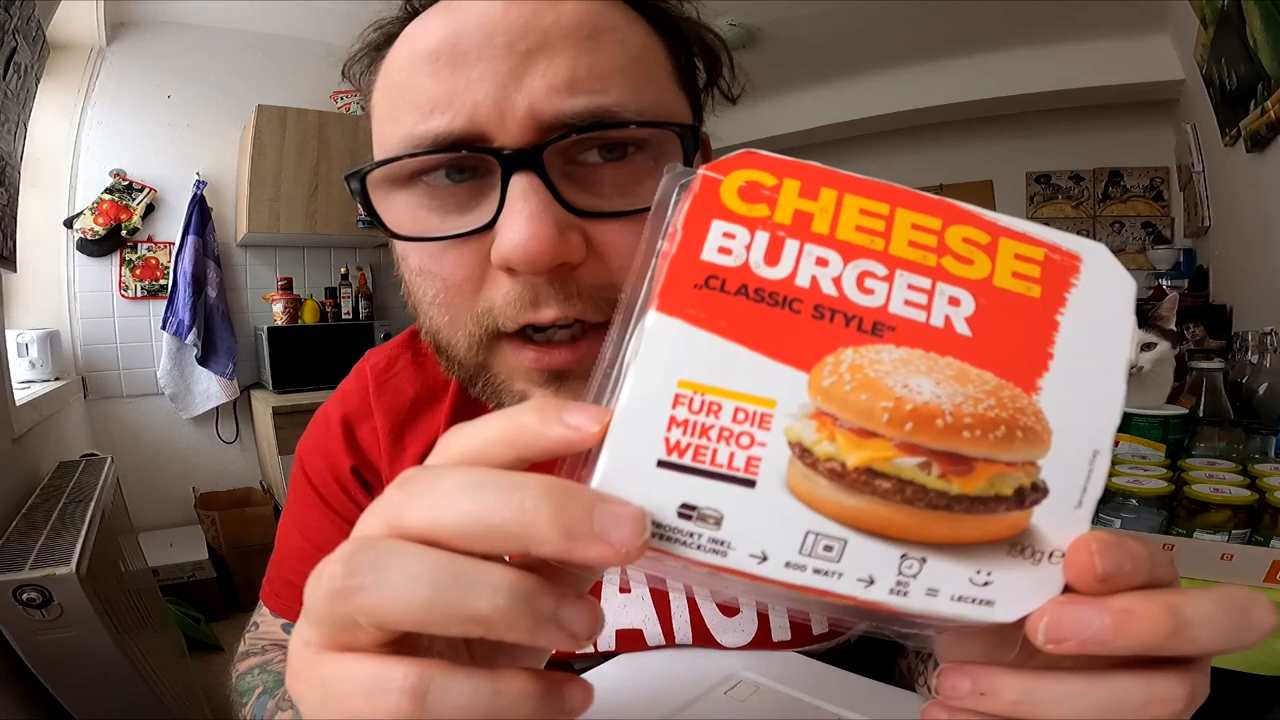 CHEESE
BURGER
„CLASSIC STYLE“
FÜR DIE
MIKRO-
WELLE
PRODUKT INKL.
VERPACKUNG
600 WATT
90
SEK
=
LECKER!
190g e